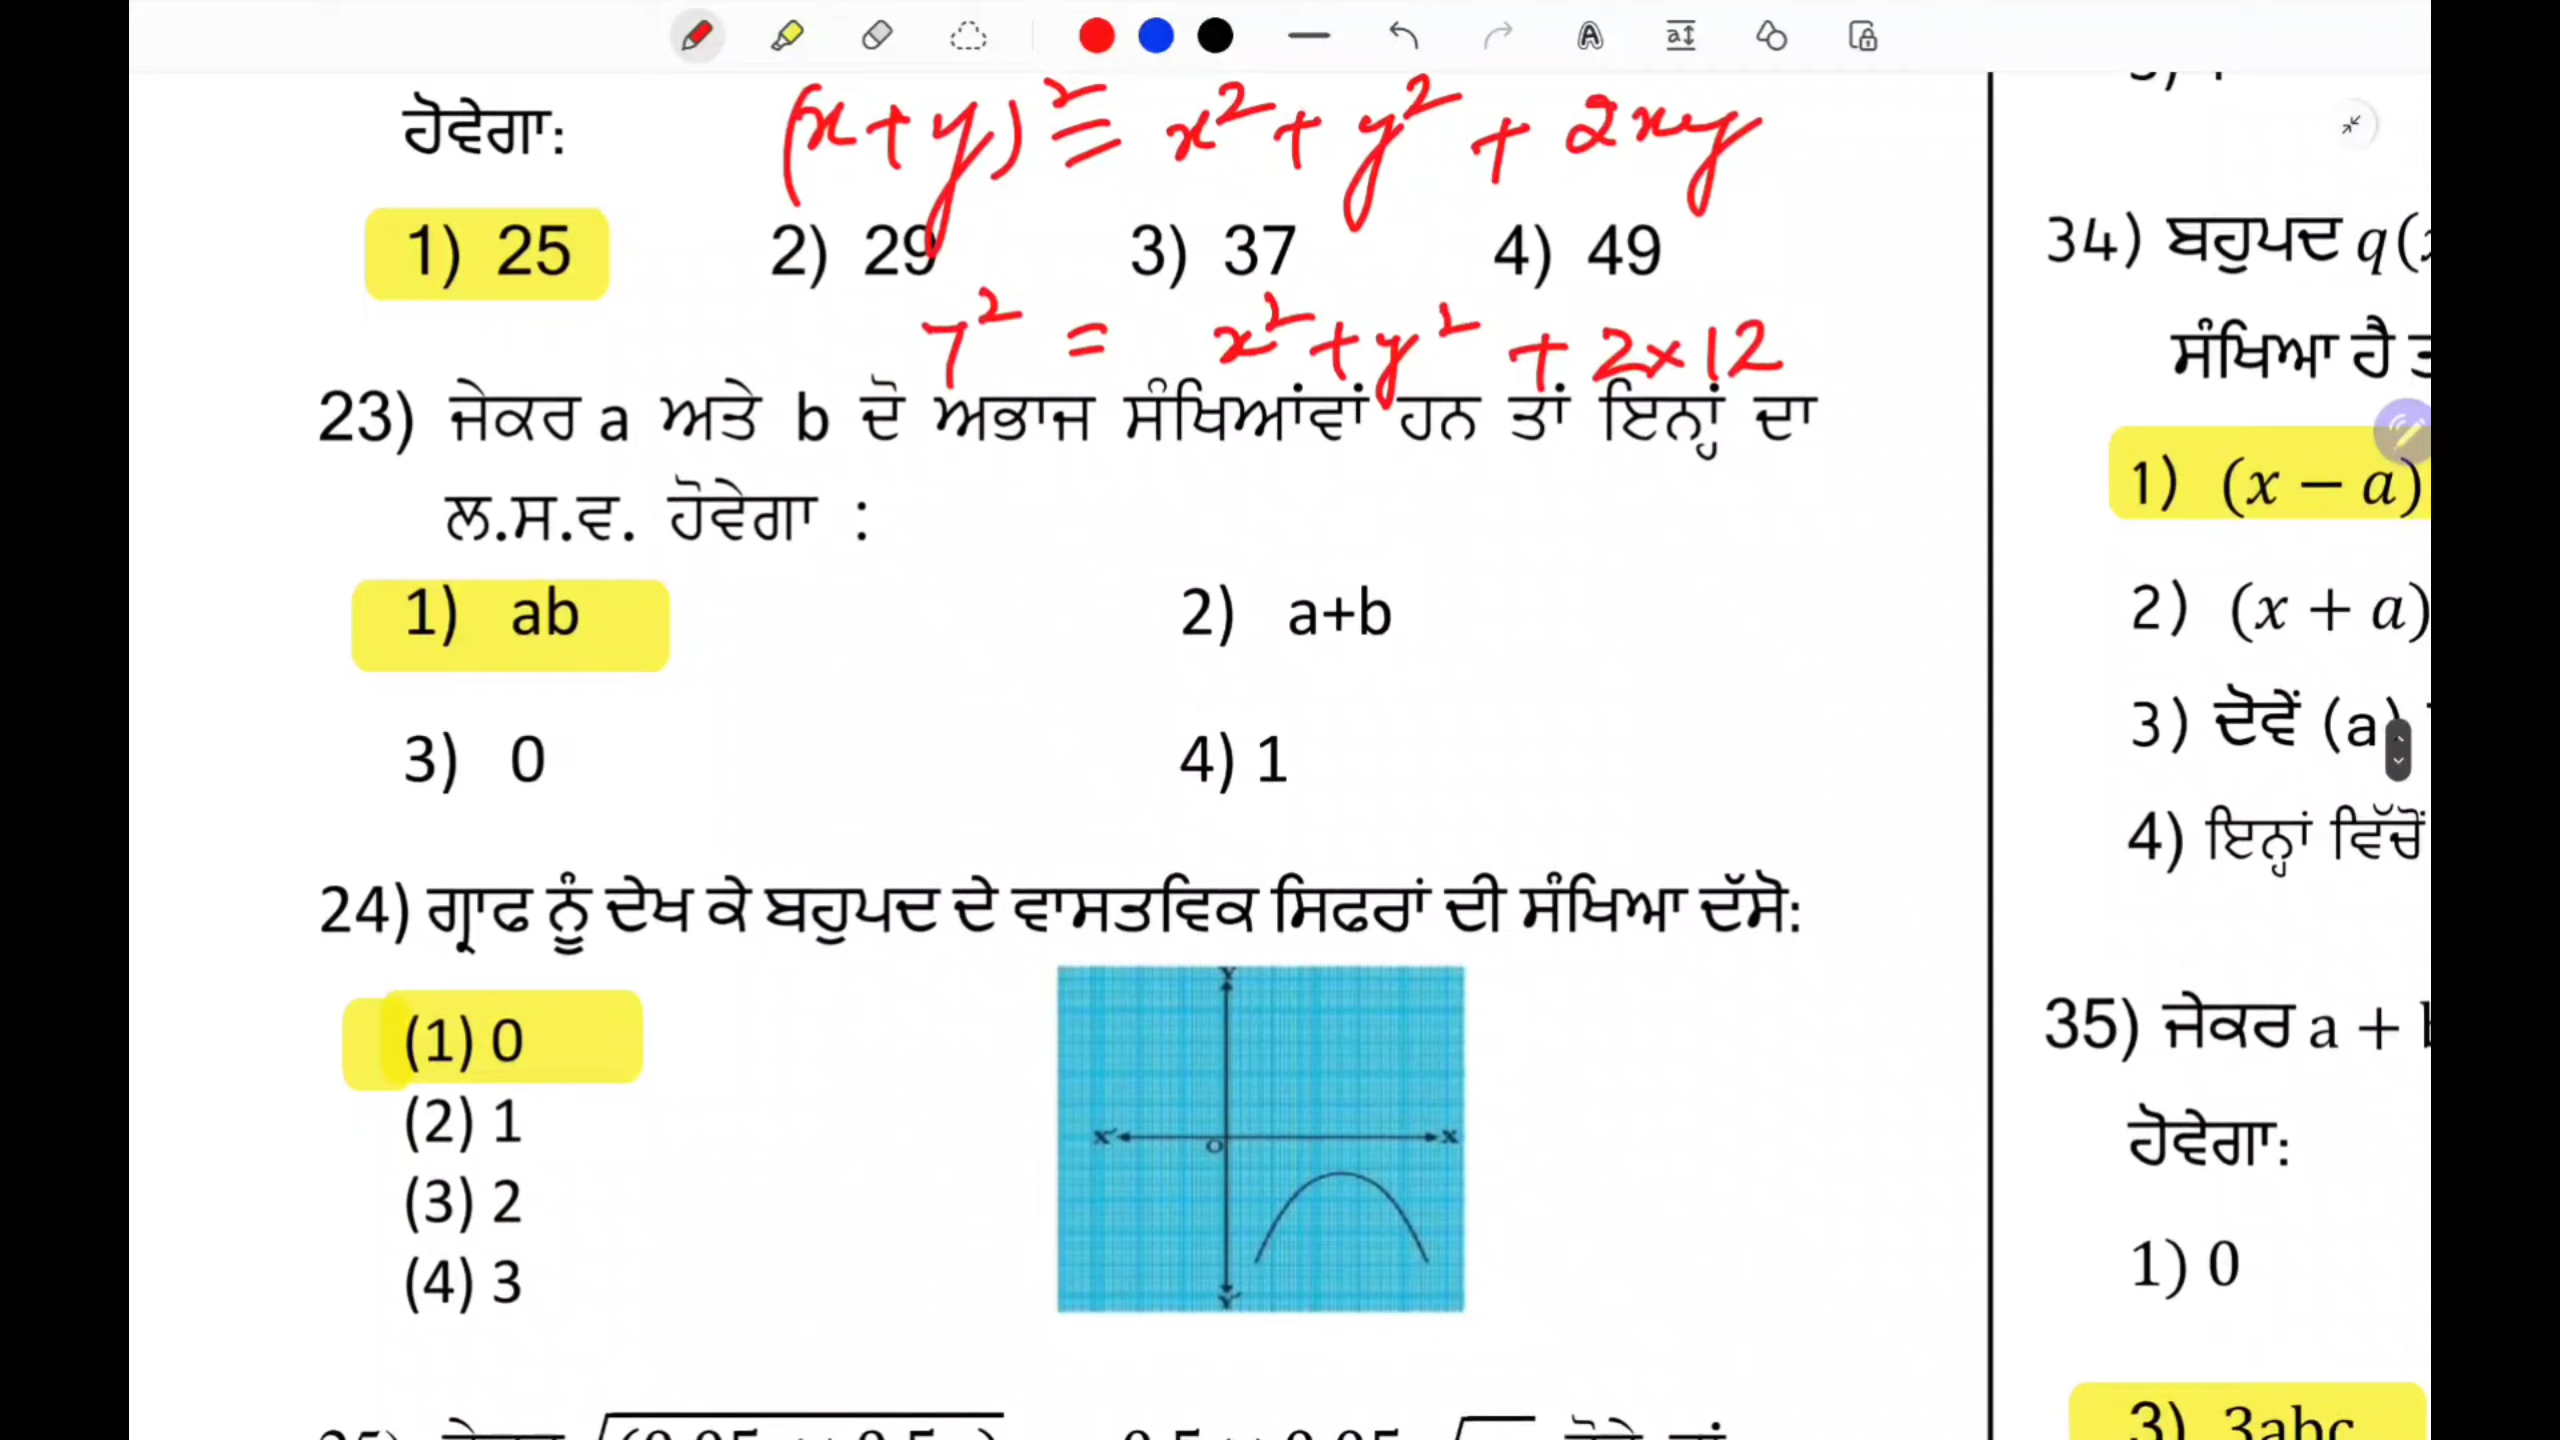 ਹੋਵੇਗਾ: (x+y)² = x² + y² + 2xy
1) 25 2) 29 3) 37 4) 49
7² = x² + y² + 2×12
23) ਜੇਕਰ a ਅਤੇ b ਦੋ ਅਭਾਜ ਸੰਖਿਆਂਵਾਂ ਹਨ ਤਾਂ ਇਨ੍ਹਾਂ ਦਾ
ਲ.ਸ.ਵ. ਹੋਵੇਗਾ :
1) ab 2) a+b
3) 0 4) 1
24) ਗ੍ਰਾਫ ਨੂੰ ਦੇਖ ਕੇ ਬਹੁਪਦ ਦੇ ਵਾਸਤਵਿਕ ਸਿਫਰਾਂ ਦੀ ਸੰਖਿਆ ਦੱਸੋ:
(1) 0
(2) 1
(3) 2
(4) 3
Y
X' O X
Y'
34) ਬਹੁਪਦ q(
ਸੰਖਿਆ ਹੈ
1) (x − a)
2) (x + a)
3) ਦੋਵੇਂ (a)
4) ਇਨ੍ਹਾਂ ਵਿੱਚੋਂ
35) ਜੇਕਰ a +
ਹੋਵੇਗਾ:
1) 0
3) 3abc